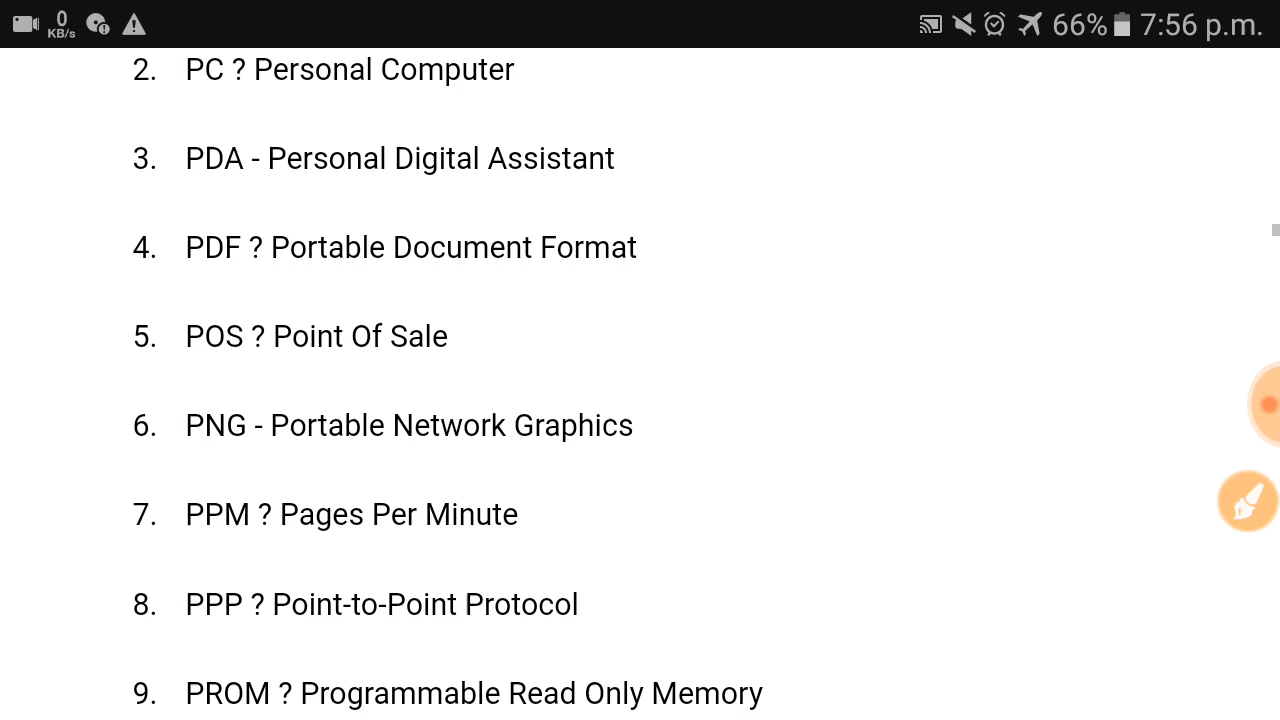 0 KB/s 66% 7:56 p.m.
2. PC ? Personal Computer
3. PDA - Personal Digital Assistant
4. PDF ? Portable Document Format
5. POS ? Point Of Sale
6. PNG - Portable Network Graphics
7. PPM ? Pages Per Minute
8. PPP ? Point-to-Point Protocol
9. PROM ? Programmable Read Only Memory